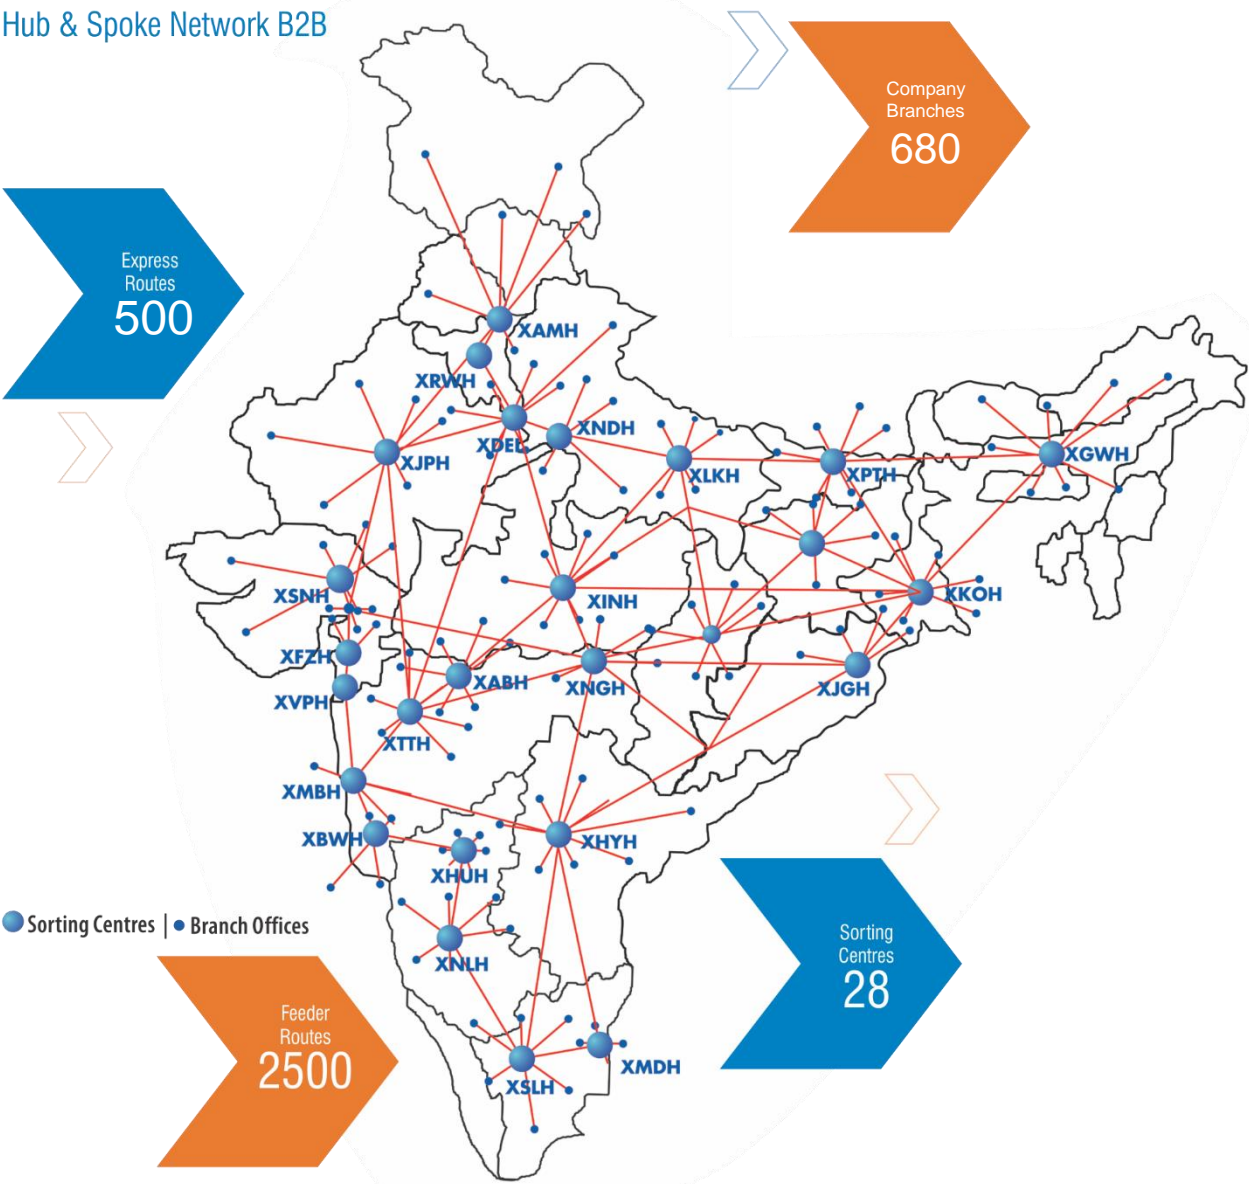 Hub & Spoke Network B2B
Company
Branches
680
Express
Routes
500
XAMH
XRWH
XNDH
XDEL
XJPH
XLKH
XPTH
XGWH
XSNH
XINH
XKOH
XFZH
XABH
XNGH
XJGH
XVPH
XTTH
XMBH
XBWH
XHYH
XHUH
Sorting Centres | Branch Offices
XNLH
Sorting
Centres
28
Feeder
Routes
2500
XMDH
XSLH